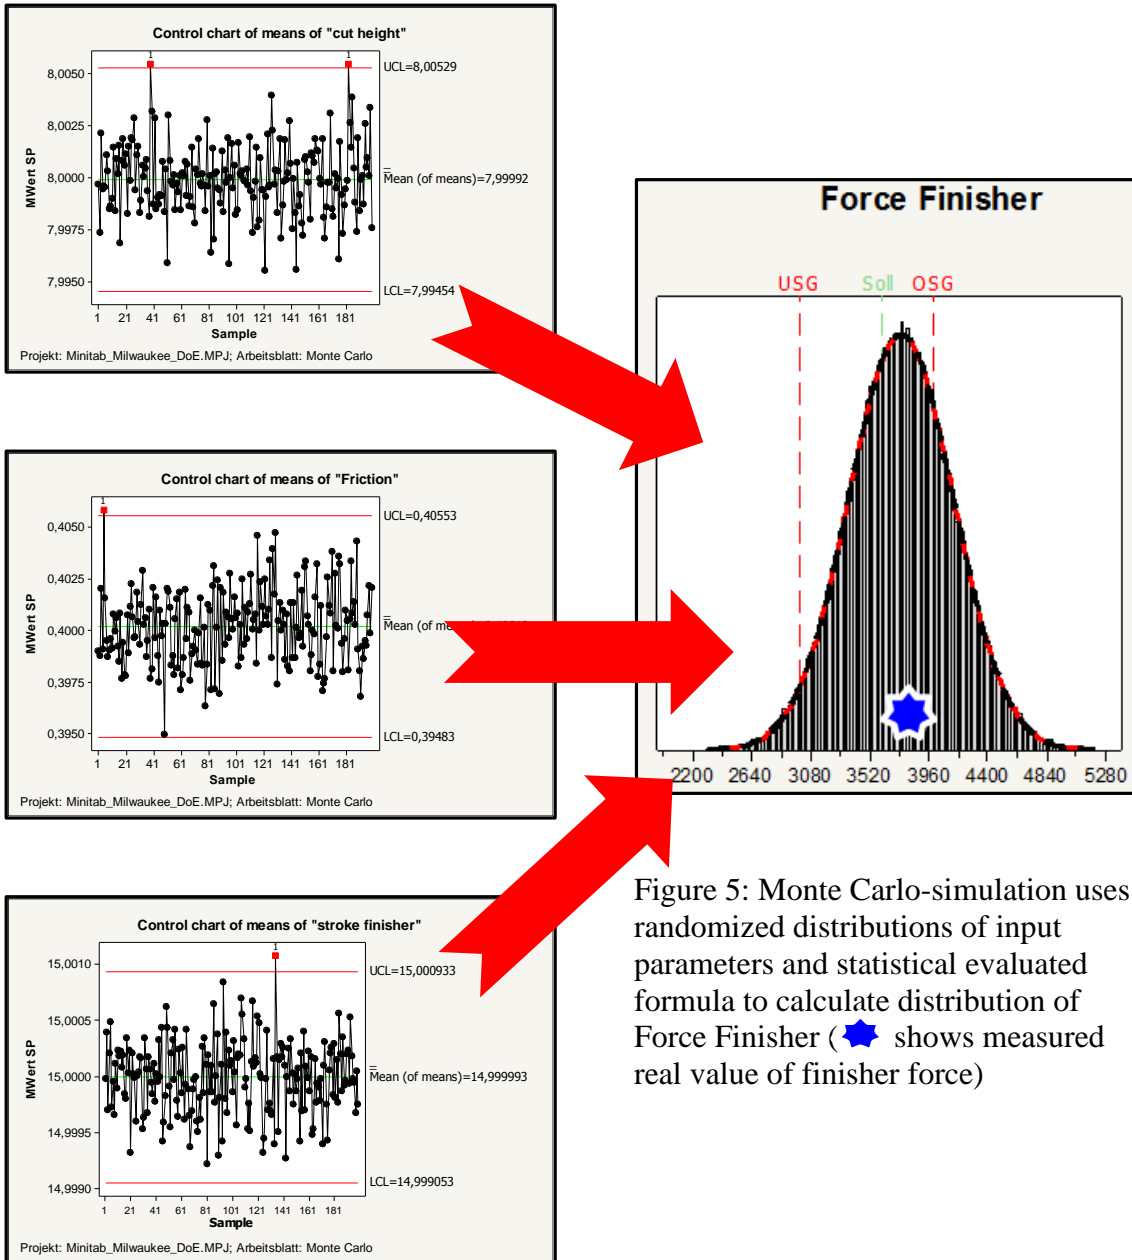 Control chart of means of "cut height"
1
1
8,0050
8,0025
8,0000
7,9975
7,9950
MWert SP
UCL=8,00529
Mean (of means)=7,99992
LCL=7,99454
1 21 41 61 81 101 121 141 161 181
Sample
Projekt: Minitab_Milwaukee_DoE.MPJ; Arbeitsblatt: Monte Carlo
Control chart of means of "Friction"
1
0,4050
0,4025
0,4000
0,3975
0,3950
MWert SP
UCL=0,40553
Mean (of
LCL=0,39483
1 21 41 61 81 101 121 141 161 181
Sample
Projekt: Minitab_Milwaukee_DoE.MPJ; Arbeitsblatt: Monte Carlo
Control chart of means of "stroke finisher"
1
15,0010
15,0005
15,0000
14,9995
14,9990
MWert SP
UCL=15,000933
Mean (of means)=14,999993
LCL=14,999053
1 21 41 61 81 101 121 141 161 181
Sample
Projekt: Minitab_Milwaukee_DoE.MPJ; Arbeitsblatt: Monte Carlo
Force Finisher
USG Soll OSG
2200 2640 3080 3520 3960 4400 4840 5280
Figure 5: Monte Carlo-simulation uses
randomized distributions of input
parameters and statistical evaluated
formula to calculate distribution of
Force Finisher ( shows measured
real value of finisher force)